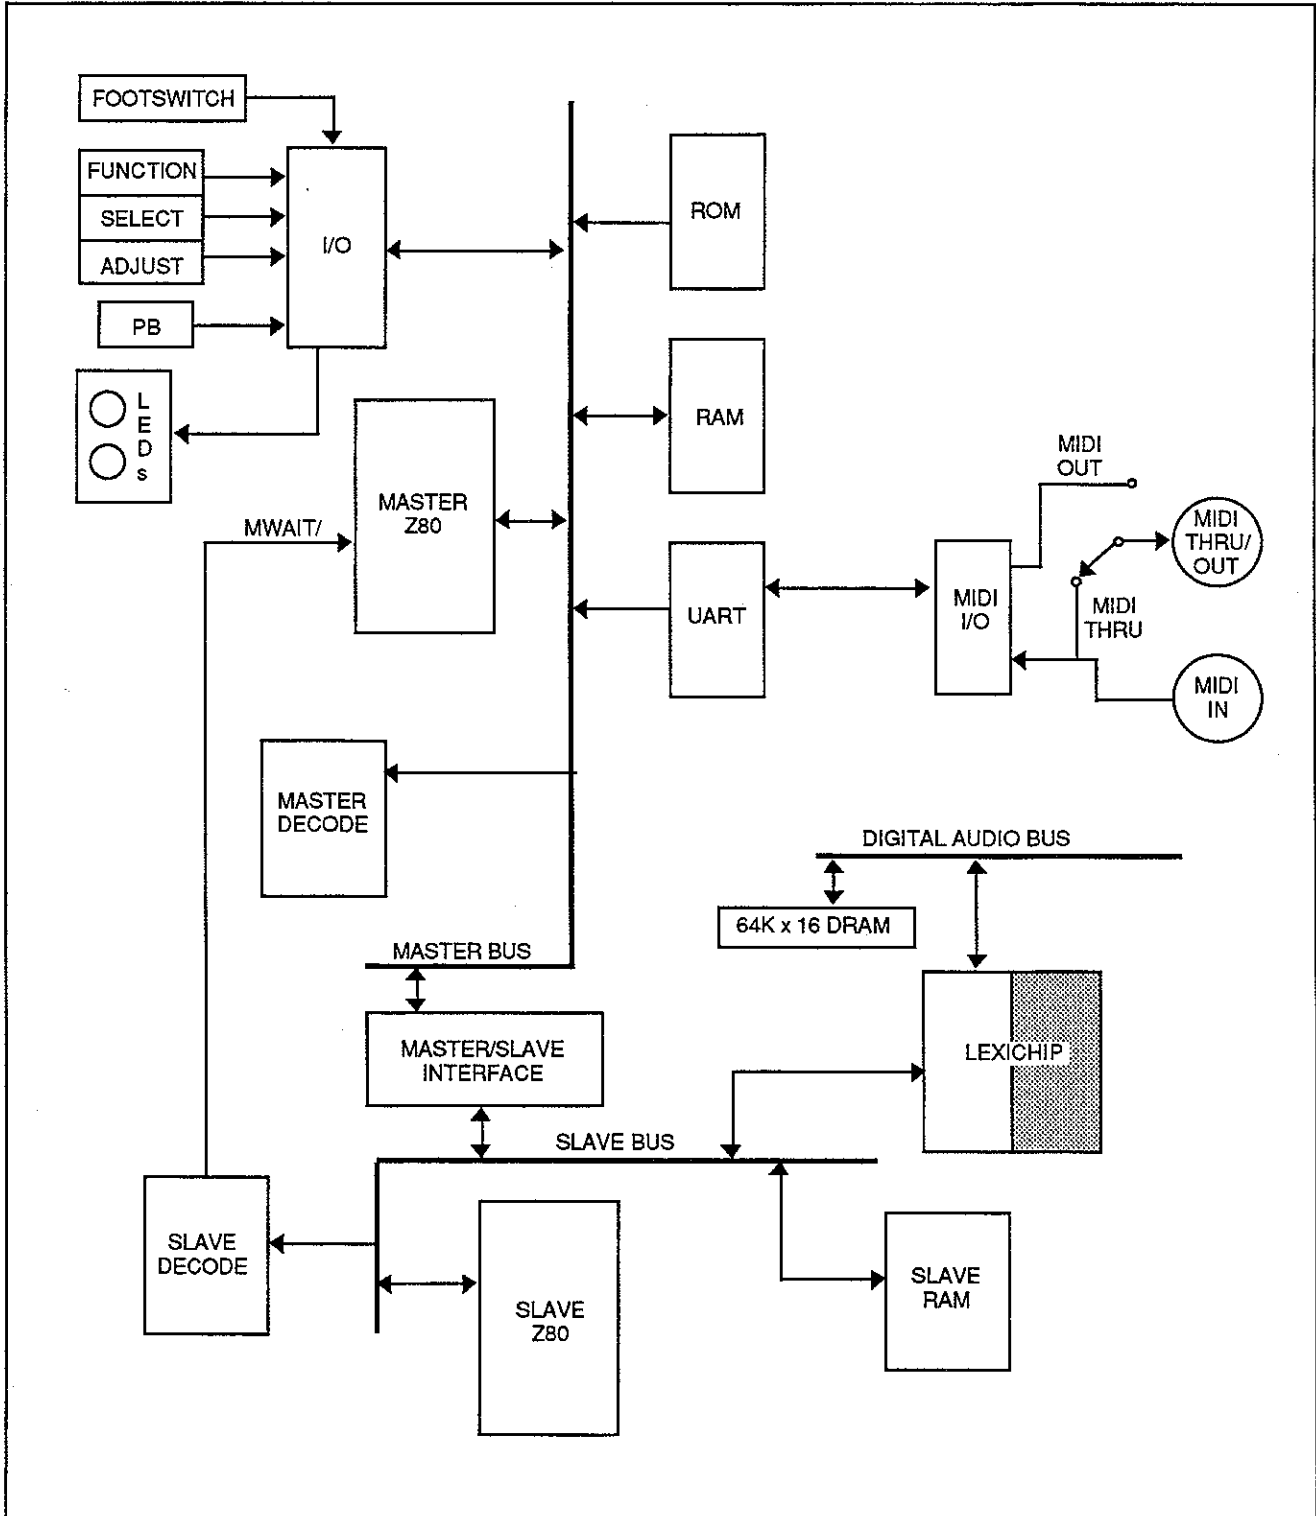 FOOTSWITCH
FUNCTION
SELECT
ADJUST
PB
LEDs
I/O
ROM
RAM
MASTER
Z80
MWAIT/
UART
MIDI
OUT
MIDI
THRU/
OUT
MIDI
I/O
MIDI
THRU
MIDI
IN
MASTER
DECODE
DIGITAL AUDIO BUS
64K x 16 DRAM
MASTER BUS
MASTER/SLAVE
INTERFACE
LEXICHIP
SLAVE BUS
SLAVE
DECODE
SLAVE
Z80
SLAVE
RAM